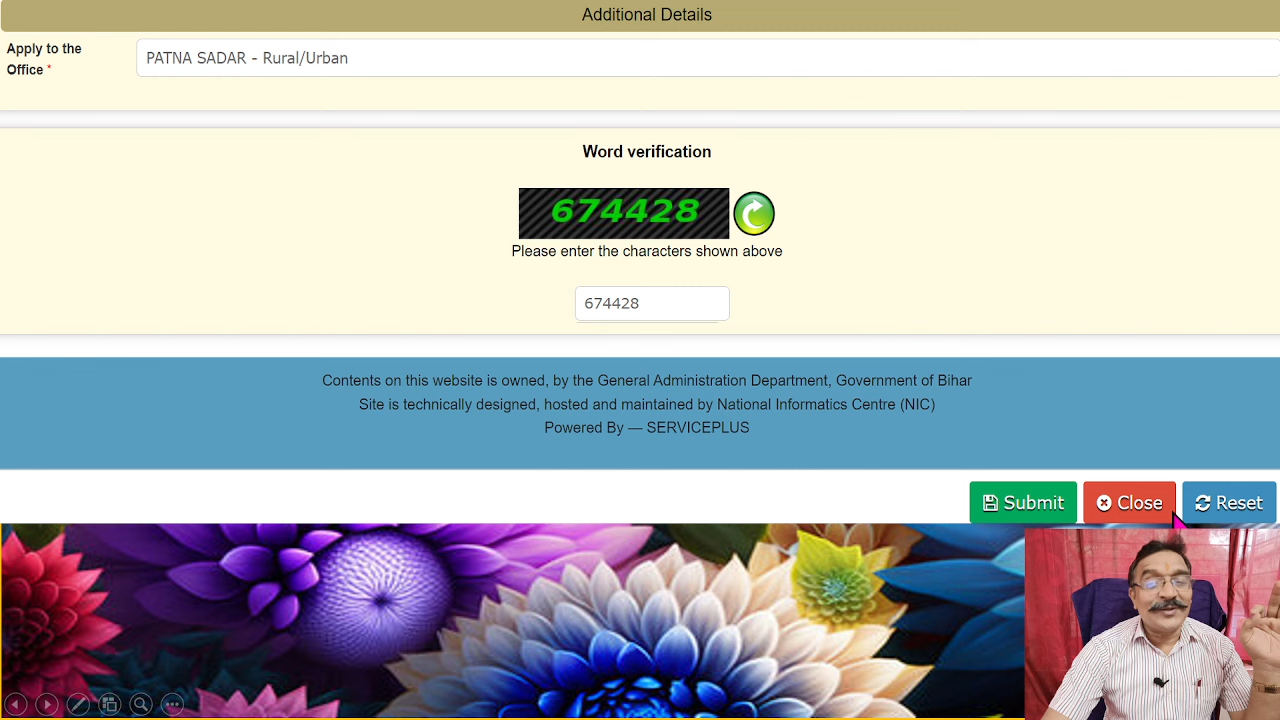 Additional Details
Apply to the
Office *
PATNA SADAR - Rural/Urban
Word verification
674428
Please enter the characters shown above
674428
Contents on this website is owned, by the General Administration Department, Government of Bihar
Site is technically designed, hosted and maintained by National Informatics Centre (NIC)
Powered By — SERVICEPLUS
Submit Close Reset